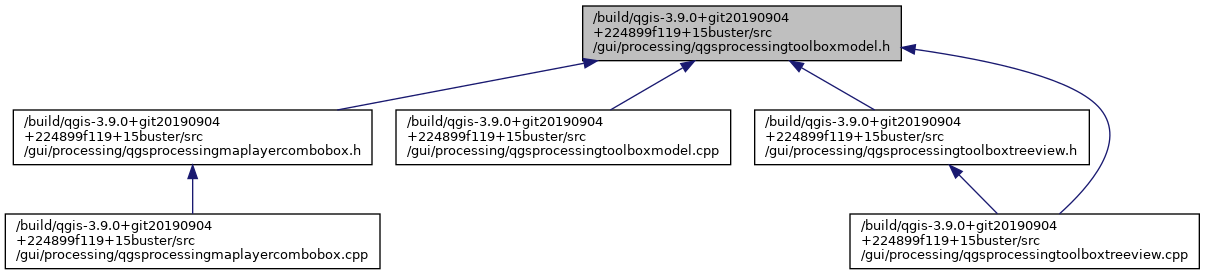 /build/qgis-3.9.0+git20190904
+224899f119+15buster/src
/gui/processing/qgsprocessingtoolboxmodel.h
/build/qgis-3.9.0+git20190904
+224899f119+15buster/src
/gui/processing/qgsprocessingmaplayercombobox.h
/build/qgis-3.9.0+git20190904
+224899f119+15buster/src
/gui/processing/qgsprocessingtoolboxmodel.cpp
/build/qgis-3.9.0+git20190904
+224899f119+15buster/src
/gui/processing/qgsprocessingtoolboxtreeview.h
/build/qgis-3.9.0+git20190904
+224899f119+15buster/src
/gui/processing/qgsprocessingmaplayercombobox.cpp
/build/qgis-3.9.0+git20190904
+224899f119+15buster/src
/gui/processing/qgsprocessingtoolboxtreeview.cpp